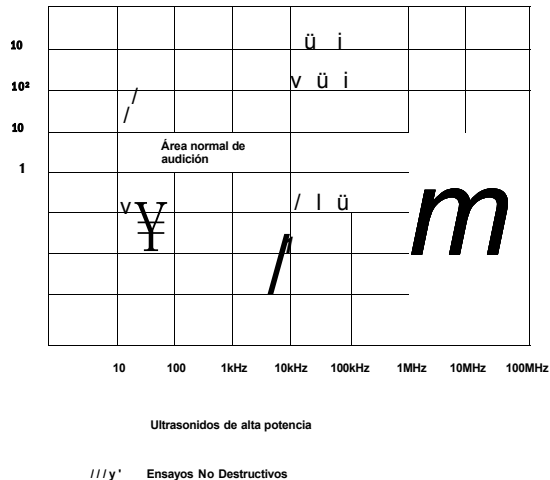 10
ü i
10²
v ü i
/
/
10
Área normal de
audición
1
v ¥
/ l ü
/'
m
10 100 1kHz 10kHz 100kHz 1MHz 10MHz 100MHz
Ultrasonidos de alta potencia
///y' Ensayos No Destructivos